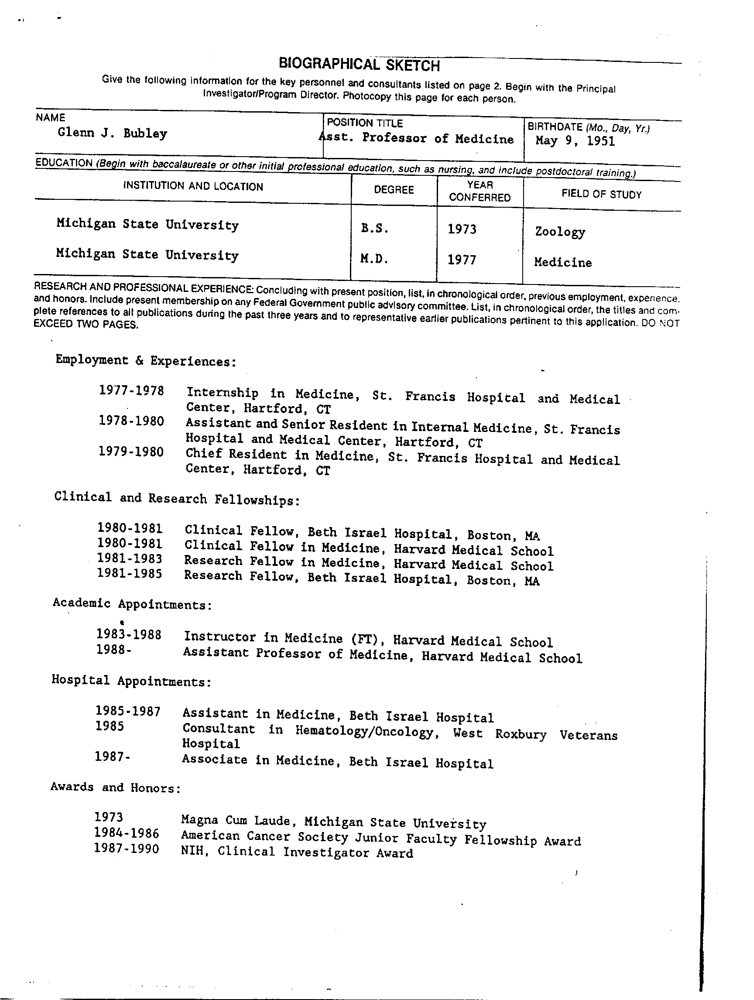 BIOGRAPHICAL SKETCH
Give the following information for the key personnel and consultants listed on page 2. Begin with the Principal
Investigator/Program Director. Photocopy this page for each person.
NAME
Glenn J. Bubley
POSITION TITLE
Asst. Professor of Medicine
BIRTHDATE (Mo., Day, Yr.)
May 9, 1951
EDUCATION (Begin with baccalaureate or other initial professional education, such as nursing, and include postdoctoral training.)
INSTITUTION AND LOCATION DEGREE YEAR CONFERRED FIELD OF STUDY
Michigan State University B.S. 1973 Zoology
Michigan State University M.D. 1977 Medicine
RESEARCH AND PROFESSIONAL EXPERIENCE: Concluding with present position, list, in chronological order, previous employment, experience,
and honors. Include present membership on any Federal Government public advisory committee. List, in chronological order, the titles and com-
plete references to all publications during the past three years and to representative earlier publications pertinent to this application. DO NOT
EXCEED TWO PAGES.
Employment & Experiences:
1977-1978 Internship in Medicine, St. Francis Hospital and Medical
Center, Hartford, CT
1978-1980 Assistant and Senior Resident in Internal Medicine, St. Francis
Hospital and Medical Center, Hartford, CT
1979-1980 Chief Resident in Medicine, St. Francis Hospital and Medical
Center, Hartford, CT
Clinical and Research Fellowships:
1980-1981 Clinical Fellow, Beth Israel Hospital, Boston, MA
1980-1981 Clinical Fellow in Medicine, Harvard Medical School
1981-1983 Research Fellow in Medicine, Harvard Medical School
1981-1985 Research Fellow, Beth Israel Hospital, Boston, MA
Academic Appointments:
1983-1988 Instructor in Medicine (FT), Harvard Medical School
1988- Assistant Professor of Medicine, Harvard Medical School
Hospital Appointments:
1985-1987 Assistant in Medicine, Beth Israel Hospital
1985 Consultant in Hematology/Oncology, West Roxbury Veterans
Hospital
1987- Associate in Medicine, Beth Israel Hospital
Awards and Honors:
1973 Magna Cum Laude, Michigan State University
1984-1986 American Cancer Society Junior Faculty Fellowship Award
1987-1990 NIH, Clinical Investigator Award